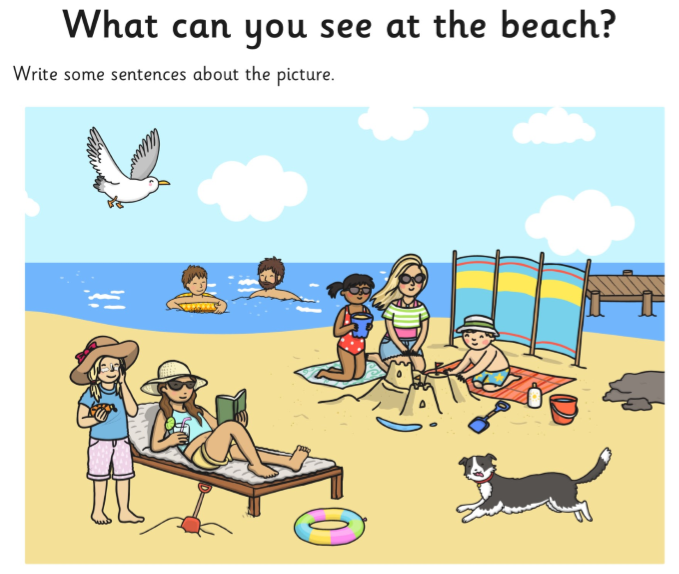 What can you see at the beach?
Write some sentences about the picture.